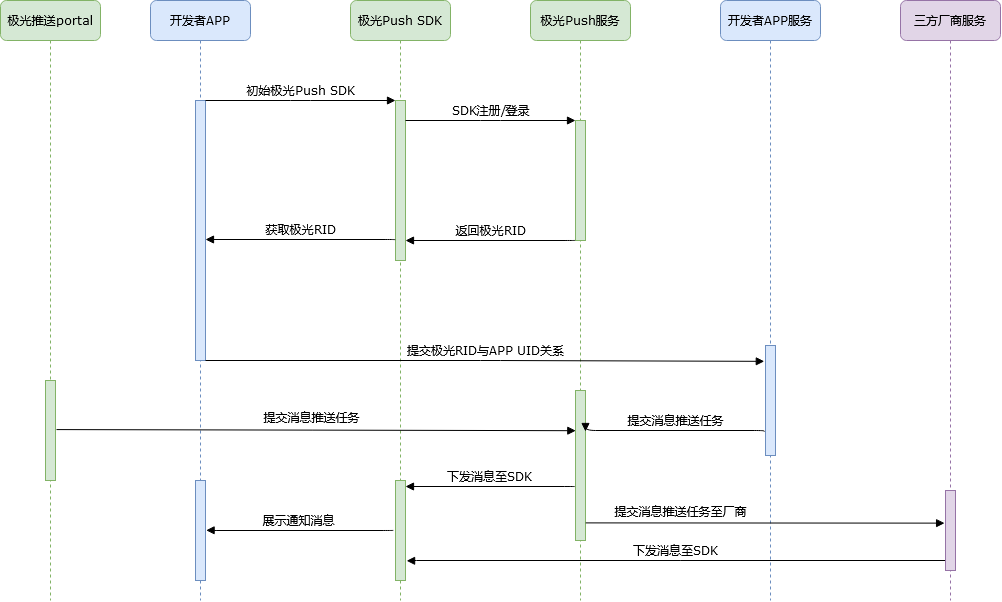 极光推送portal
开发者APP
极光Push SDK
极光Push服务
开发者APP服务
三方厂商服务
初始极光Push SDK
SDK注册/登录
获取极光RID
返回极光RID
提交极光RID与APP UID关系
提交消息推送任务
提交消息推送任务
下发消息至SDK
展示通知消息
提交消息推送任务至厂商
下发消息至SDK